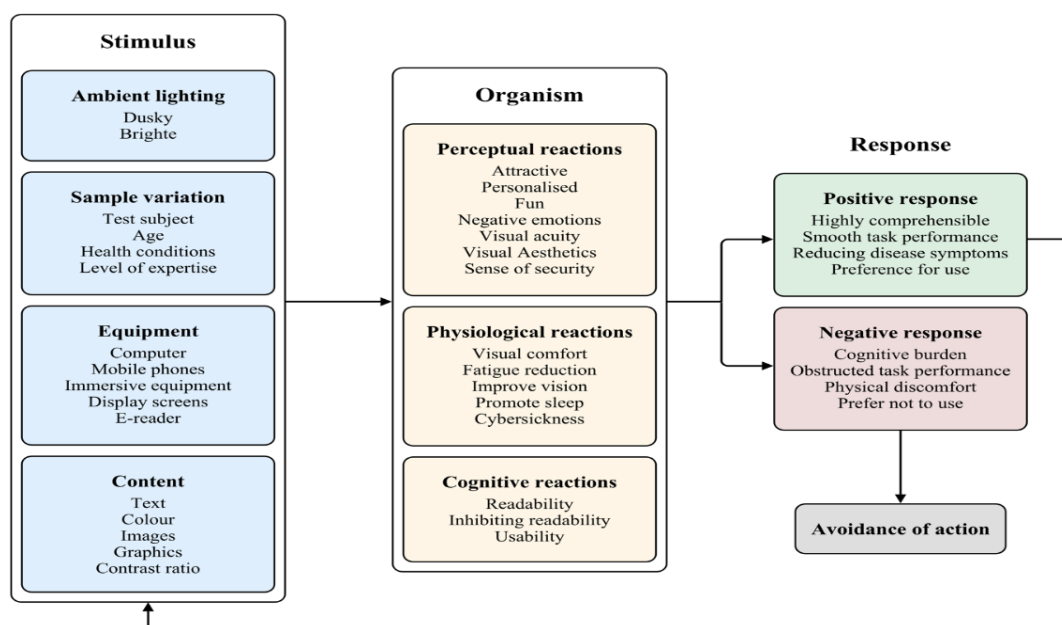 Stimulus
Ambient lighting
Dusky
Brighte
Sample variation
Test subject
Age
Health conditions
Level of expertise
Equipment
Computer
Mobile phones
Immersive equipment
Display screens
E-reader
Content
Text
Colour
Images
Graphics
Contrast ratio
Organism
Perceptual reactions
Attractive
Personalised
Fun
Negative emotions
Visual acuity
Visual Aesthetics
Sense of security
Physiological reactions
Visual comfort
Fatigue reduction
Improve vision
Promote sleep
Cybersickness
Cognitive reactions
Readability
Inhibiting readability
Usability
Response
Positive response
Highly comprehensible
Smooth task performance
Reducing disease symptoms
Preference for use
Negative response
Cognitive burden
Obstructed task performance
Physical discomfort
Prefer not to use
Avoidance of action